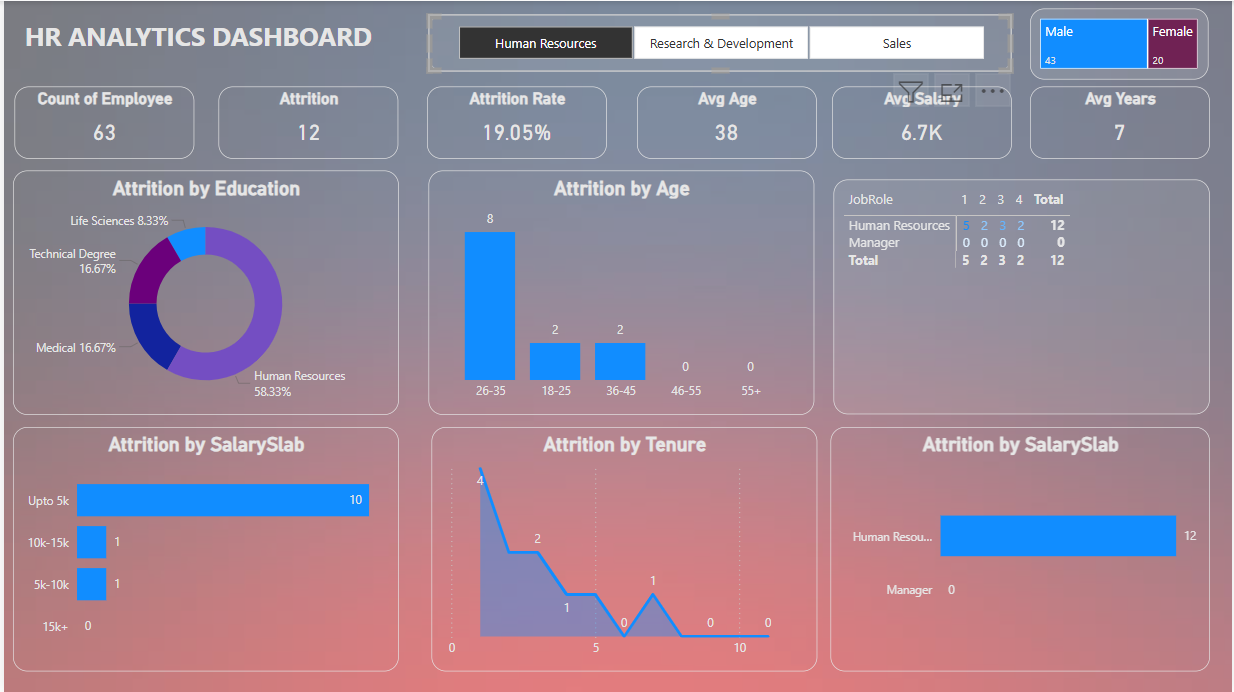 HR ANALYTICS DASHBOARD
Human Resources Research & Development Sales
Male Female
43 20
Count of Employee
63
Attrition
12
Attrition Rate
19.05%
Avg Age
38
Avg Salary
6.7K
Avg Years
7
Attrition by Education
Life Sciences 8.33%
Technical Degree
16.67%
Medical 16.67%
Human Resources
58.33%
Attrition by Age
8
2
2
0
0
26-35 18-25 36-45 46-55 55+
JobRole 1 2 3 4 Total
Human Resources 5 2 3 2 12
Manager 0 0 0 0 0
Total 5 2 3 2 12
Attrition by SalarySlab
Upto 5k 10
10k-15k 1
5k-10k 1
15k+ 0
Attrition by Tenure
4
2
1
0
1
0
0
0 5 10
Attrition by SalarySlab
Human Resou... 12
Manager 0